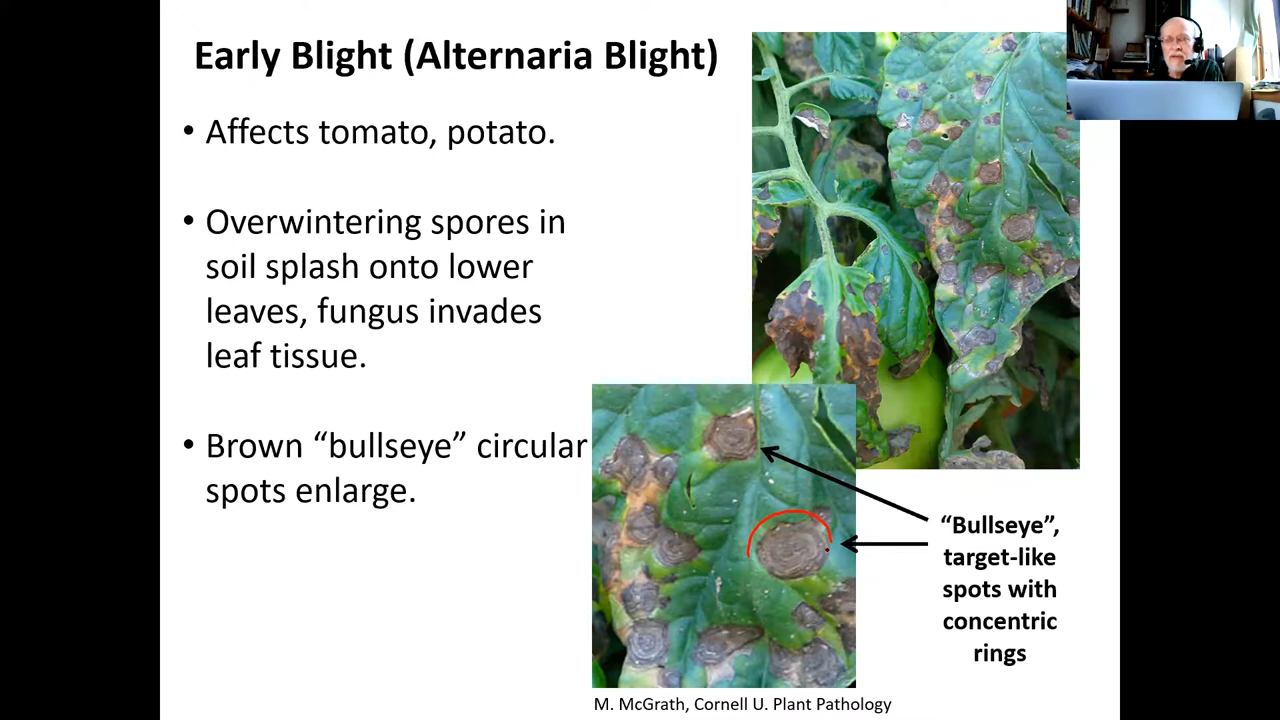 Early Blight (Alternaria Blight)
• Affects tomato, potato.
• Overwintering spores in
soil splash onto lower
leaves, fungus invades
leaf tissue.
• Brown “bullseye” circular
spots enlarge.
“Bullseye”,
target-like
spots with
concentric
rings
M. McGrath, Cornell U. Plant Pathology